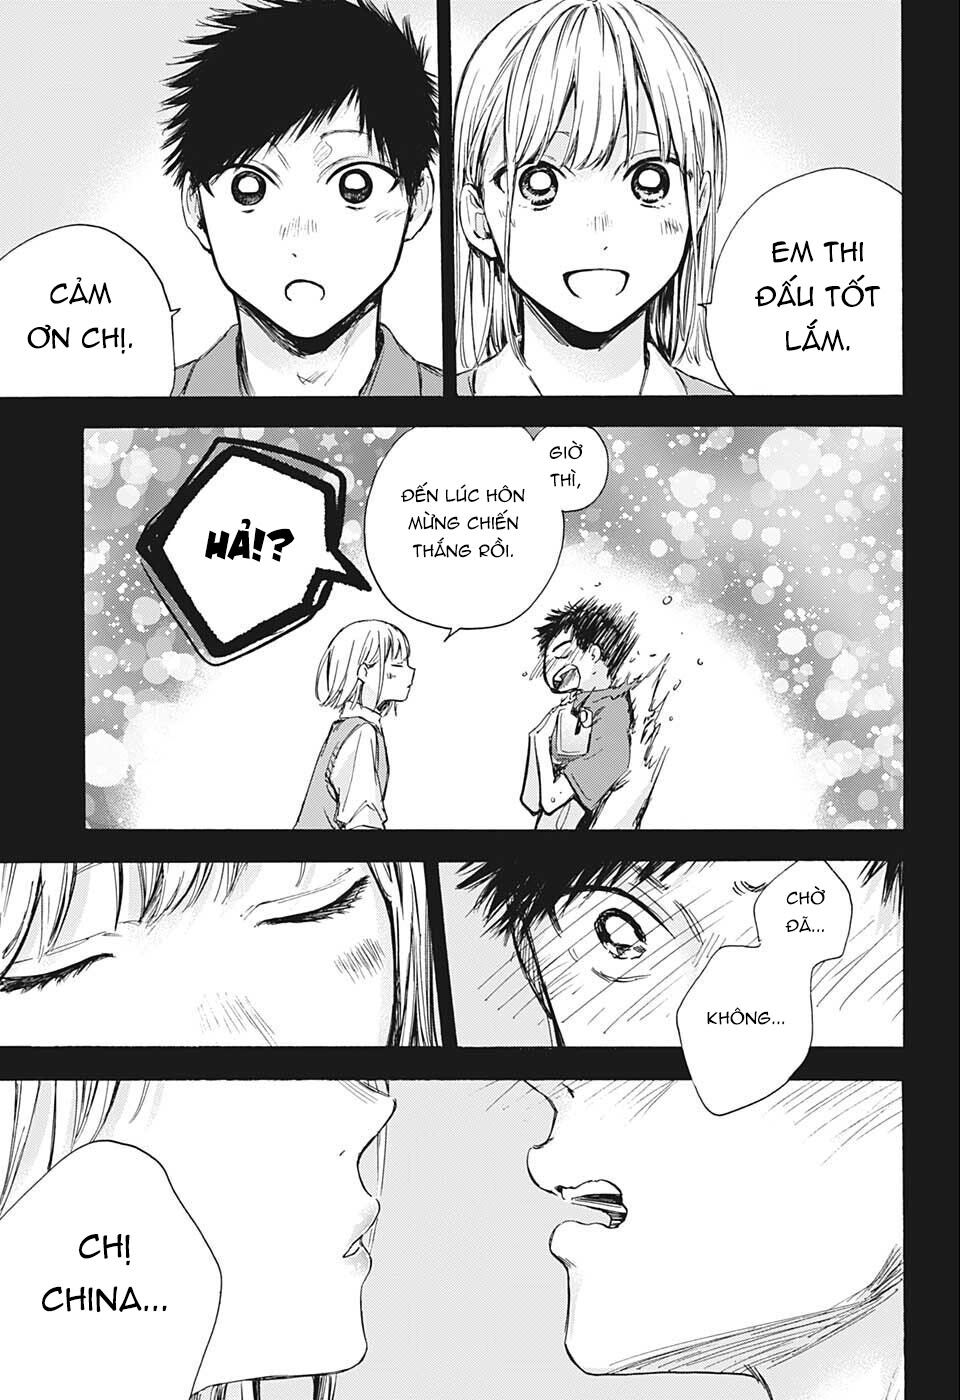 EM THI
ĐẤU TỐT
LẮM.
CẢM
ƠN CHỊ.
GIỜ
THÌ,
ĐẾN LÚC HÔN
MỪNG CHIẾN
THẮNG RỒI.
HẢ!?
CHỜ
ĐÃ...
KHÔNG...
CHỊ
CHINA...